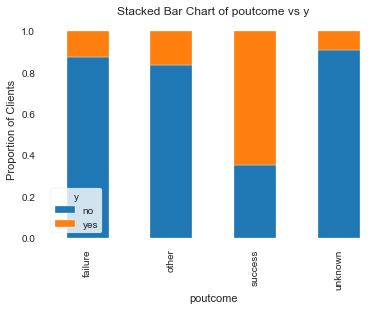 Stacked Bar Chart of poutcome vs y
Proportion of Clients
1.0
0.8
0.6
0.4
0.2
0.0
y
no
yes
failure
other
success
unknown
poutcome